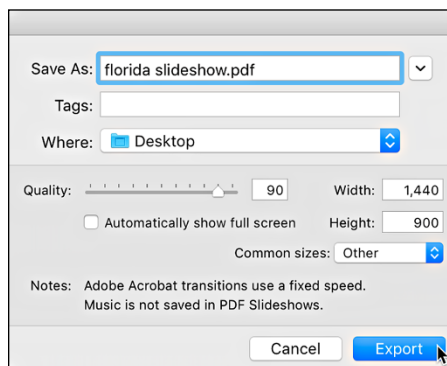 Save As: florida slideshow.pdf
Tags:
Where: Desktop
Quality: 90 Width: 1,440
Automatically show full screen Height: 900
Common sizes: Other
Notes: Adobe Acrobat transitions use a fixed speed.
Music is not saved in PDF Slideshows.
Cancel Export